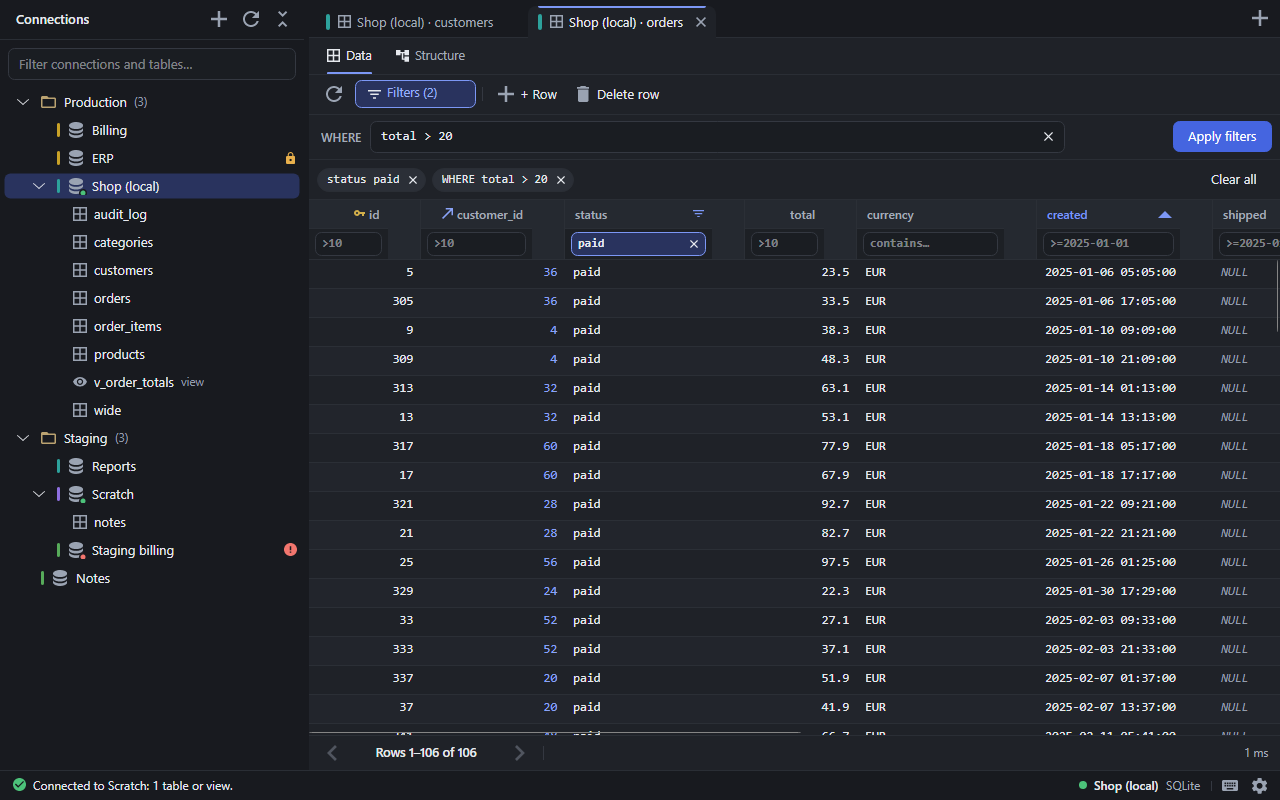 Connections
Filter connections and tables...
Production (3)
Billing
ERP
Shop (local)
audit_log
categories
customers
orders
order_items
products
v_order_totals view
wide
Staging (3)
Reports
Scratch
notes
Staging billing
Notes
Shop (local) · customers
Shop (local) · orders
Data Structure
Filters (2) + Row Delete row
WHERE total > 20 Apply filters
status paid WHERE total > 20 Clear all
id customer_id status total currency created shipped
>10 >10 paid >10 contains… >=2025-01-01 >=2025-0
5 36 paid 23.5 EUR 2025-01-06 05:05:00 NULL
305 36 paid 33.5 EUR 2025-01-06 17:05:00 NULL
9 4 paid 38.3 EUR 2025-01-10 09:09:00 NULL
309 4 paid 48.3 EUR 2025-01-10 21:09:00 NULL
313 32 paid 63.1 EUR 2025-01-14 01:13:00 NULL
13 32 paid 53.1 EUR 2025-01-14 13:13:00 NULL
317 60 paid 77.9 EUR 2025-01-18 05:17:00 NULL
17 60 paid 67.9 EUR 2025-01-18 17:17:00 NULL
321 28 paid 92.7 EUR 2025-01-22 09:21:00 NULL
21 28 paid 82.7 EUR 2025-01-22 21:21:00 NULL
25 56 paid 97.5 EUR 2025-01-26 01:25:00 NULL
329 24 paid 22.3 EUR 2025-01-30 17:29:00 NULL
33 52 paid 27.1 EUR 2025-02-03 09:33:00 NULL
333 52 paid 37.1 EUR 2025-02-03 21:33:00 NULL
337 20 paid 51.9 EUR 2025-02-07 01:37:00 NULL
37 20 paid 41.9 EUR 2025-02-07 13:37:00 NULL
Rows 1–106 of 106 1 ms
Connected to Scratch: 1 table or view. Shop (local) SQLite